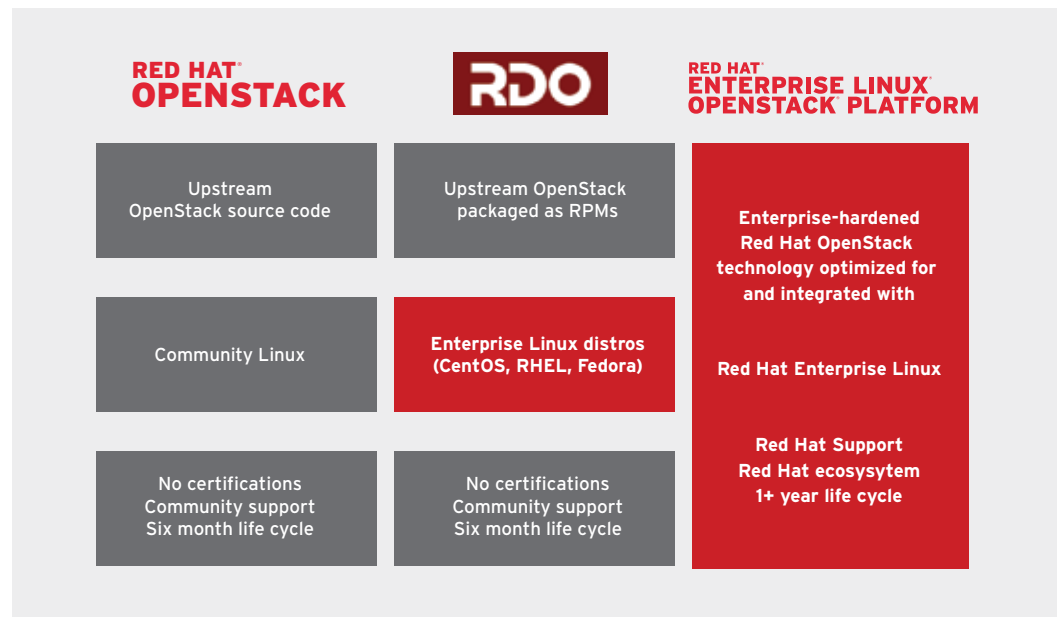 RED HAT®
OPENSTACK
RDO
RED HAT®
ENTERPRISE LINUX®
OPENSTACK® PLATFORM
Upstream
OpenStack source code
Upstream OpenStack
packaged as RPMs
Enterprise-hardened
Red Hat OpenStack
technology optimized for
and integrated with
Red Hat Enterprise Linux
Red Hat Support
Red Hat ecosysytem
1+ year life cycle
Community Linux
Enterprise Linux distros
(CentOS, RHEL, Fedora)
No certifications
Community support
Six month life cycle
No certifications
Community support
Six month life cycle